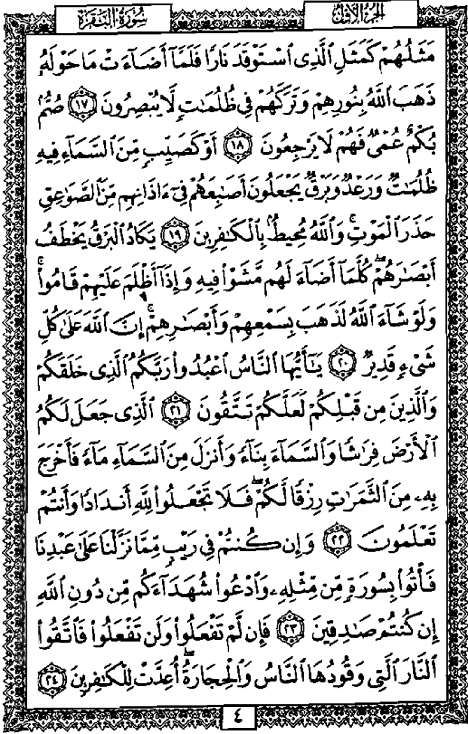 الجزء الأول سورة البقرة
مَثَلُهُمْ كَمَثَلِ ٱلَّذِى ٱسْتَوْقَدَ نَارًا فَلَمَّآ أَضَآءَتْ مَا حَوْلَهُۥ
ذَهَبَ ٱللَّهُ بِنُورِهِمْ وَتَرَكَهُمْ فِى ظُلُمَـٰتٍ لَّا يُبْصِرُونَ ١٧ صُمٌّۢ
بُكْمٌ عُمْىٌ فَهُمْ لَا يَرْجِعُونَ ١٨ أَوْ كَصَيِّبٍ مِّنَ ٱلسَّمَآءِ فِيهِ
ظُلُمَـٰتٌ وَرَعْدٌ وَبَرْقٌ يَجْعَلُونَ أَصَـٰبِعَهُمْ فِىٓ ءَاذَانِهِم مِّنَ ٱلصَّوَٰعِقِ
حَذَرَ ٱلْمَوْتِ ۚ وَٱللَّهُ مُحِيطٌۢ بِٱلْكَـٰفِرِينَ ١٩ يَكَادُ ٱلْبَرْقُ يَخْطَفُ
أَبْصَـٰرَهُمْ ۖ كُلَّمَآ أَضَآءَ لَهُم مَّشَوْا۟ فِيهِ وَإِذَآ أَظْلَمَ عَلَيْهِمْ قَامُوا۟ ۚ
وَلَوْ شَآءَ ٱللَّهُ لَذَهَبَ بِسَمْعِهِمْ وَأَبْصَـٰرِهِمْ ۚ إِنَّ ٱللَّهَ عَلَىٰ كُلِّ
شَىْءٍ قَدِيرٌ ٢٠ يَـٰٓأَيُّهَا ٱلنَّاسُ ٱعْبُدُوا۟ رَبَّكُمُ ٱلَّذِى خَلَقَكُمْ
وَٱلَّذِينَ مِن قَبْلِكُمْ لَعَلَّكُمْ تَتَّقُونَ ٢١ ٱلَّذِى جَعَلَ لَكُمُ
ٱلْأَرْضَ فِرَٰشًا وَٱلسَّمَآءَ بِنَآءً وَأَنزَلَ مِنَ ٱلسَّمَآءِ مَآءً فَأَخْرَجَ
بِهِۦ مِنَ ٱلثَّمَرَٰتِ رِزْقًا لَّكُمْ ۖ فَلَا تَجْعَلُوا۟ لِلَّهِ أَندَادًا وَأَنتُمْ
تَعْلَمُونَ ٢٢ وَإِن كُنتُمْ فِى رَيْبٍ مِّمَّا نَزَّلْنَا عَلَىٰ عَبْدِنَا
فَأْتُوا۟ بِسُورَةٍ مِّن مِّثْلِهِۦ وَٱدْعُوا۟ شُهَدَآءَكُم مِّن دُونِ ٱللَّهِ
إِن كُنتُمْ صَـٰدِقِينَ ٢٣ فَإِن لَّمْ تَفْعَلُوا۟ وَلَن تَفْعَلُوا۟ فَٱتَّقُوا۟
ٱلنَّارَ ٱلَّتِى وَقُودُهَا ٱلنَّاسُ وَٱلْحِجَارَةُ ۖ أُعِدَّتْ لِلْكَـٰفِرِينَ ٢٤
٤